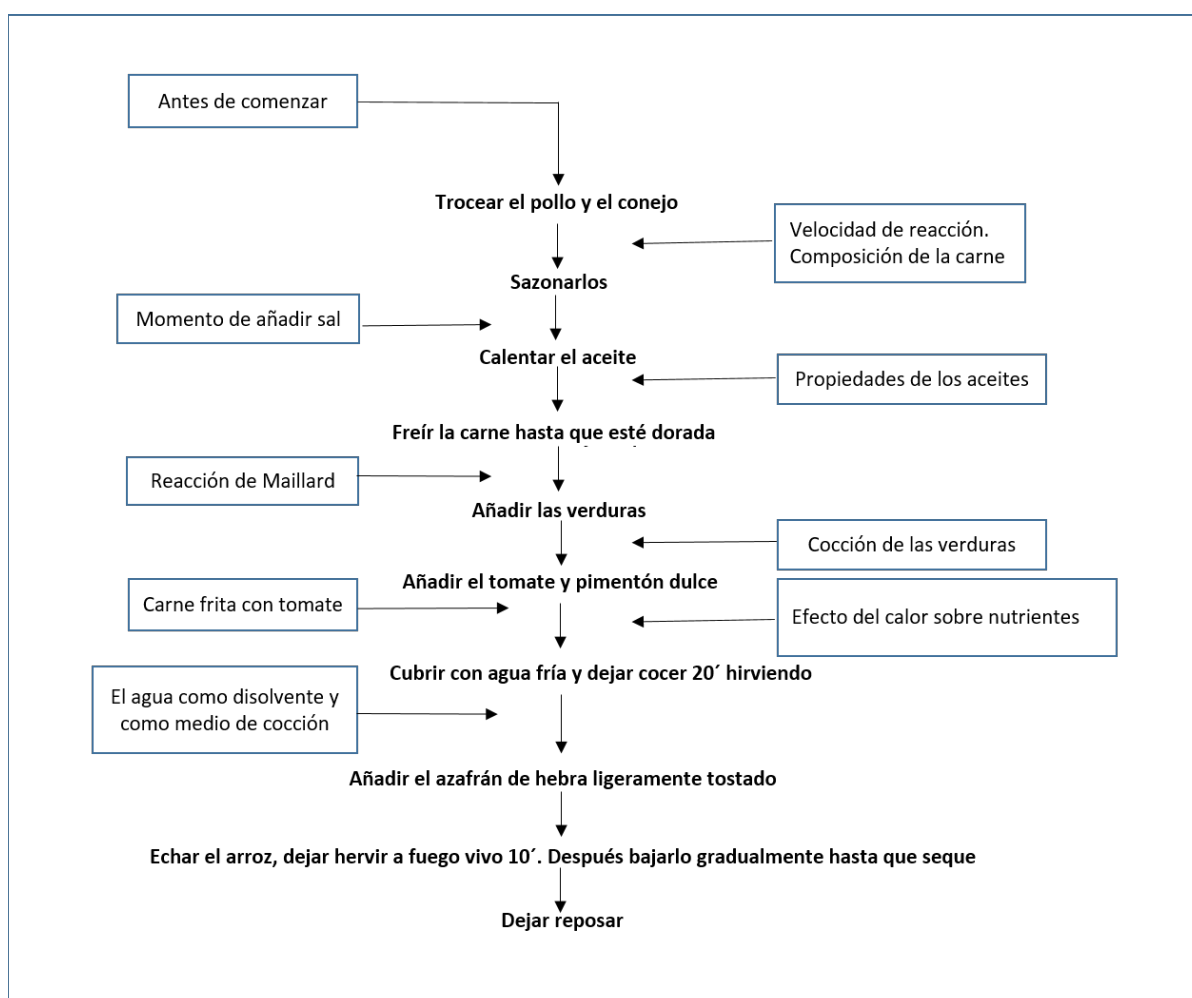 Antes de comenzar
Trocear el pollo y el conejo
Velocidad de reacción.
Composición de la carne
Sazonarlos
Momento de añadir sal
Calentar el aceite
Propiedades de los aceites
Freír la carne hasta que esté dorada
Reacción de Maillard
Añadir las verduras
Cocción de las verduras
Añadir el tomate y pimentón dulce
Carne frita con tomate
Efecto del calor sobre nutrientes
Cubrir con agua fría y dejar cocer 20´ hirviendo
El agua como disolvente y
como medio de cocción
Añadir el azafrán de hebra ligeramente tostado
Echar el arroz, dejar hervir a fuego vivo 10´. Después bajarlo gradualmente hasta que seque
Dejar reposar